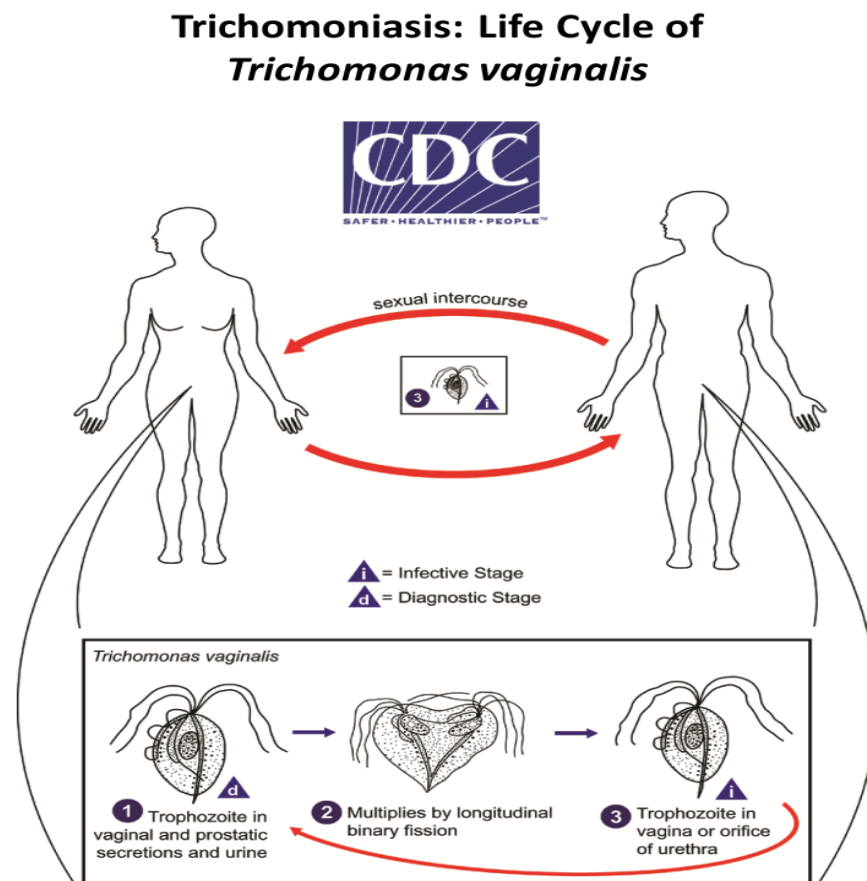 Trichomoniasis: Life Cycle of
Trichomonas vaginalis
CDC
SAFER • HEALTHIER • PEOPLE™
sexual intercourse
3
i
i = Infective Stage
d = Diagnostic Stage
Trichomonas vaginalis
d
i
1 Trophozoite in
vaginal and prostatic
secretions and urine
2 Multiplies by longitudinal
binary fission
3 Trophozoite in
vagina or orifice
of urethra